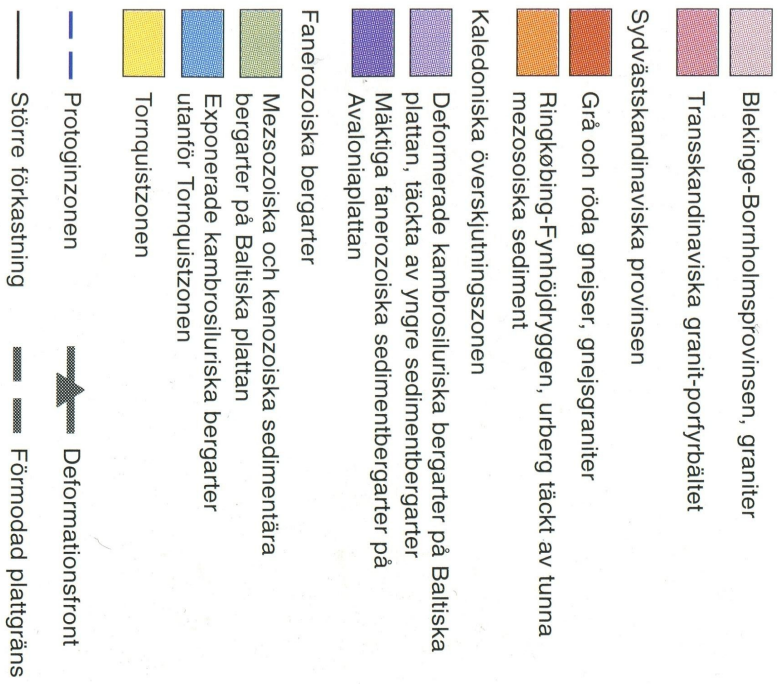 Blekinge-Bornholmsprovinsen, graniter
Transskandinaviska granit-porfyrbältet
Sydvästskandinaviska provinsen
Grå och röda gnejser, gnejsgraniter
Ringkøbing-Fynhöjdryggen, urberg täckt av tunna
mezosoiska sediment
Kaledoniska överskjutningszonen
Deformerade kambrosiluriska bergarter på Baltiska
plattan, täckta av yngre sedimentbergarter
Mäktiga fanerozoiska sedimentbergarter på
Avaloniaplattan
Fanerozoiska bergarter
Mezsozoiska och kenozoiska sedimentära
bergarter på Baltiska plattan
Exponerade kambrosiluriska bergarter
utanför Tornquistzonen
Tornquistzonen
Protoginzonen
Deformationsfront
Större förkastning
Förmodad plattgräns